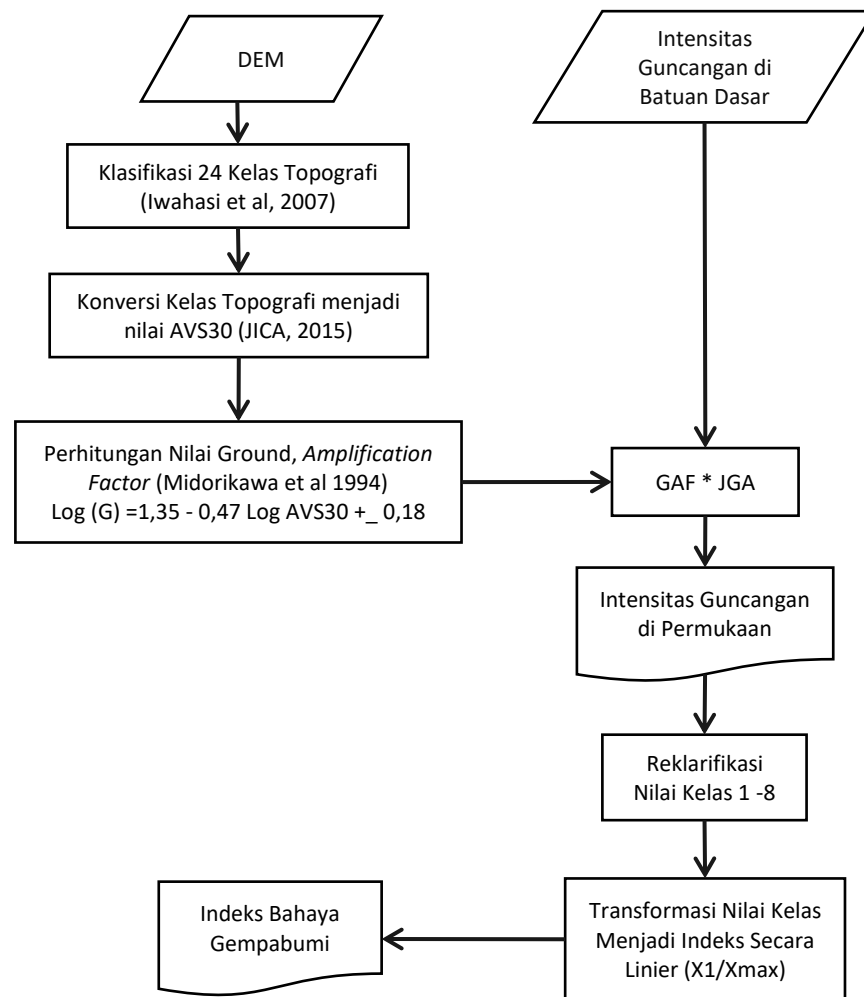 DEM
Intensitas
Guncangan di
Batuan Dasar
Klasifikasi 24 Kelas Topografi
(Iwahasi et al, 2007)
Konversi Kelas Topografi menjadi
nilai AVS30 (JICA, 2015)
Perhitungan Nilai Ground, Amplification
Factor (Midorikawa et al 1994)
Log (G) =1,35 - 0,47 Log AVS30 +_ 0,18
GAF * JGA
Intensitas Guncangan
di Permukaan
Reklarifikasi
Nilai Kelas 1 -8
Transformasi Nilai Kelas
Menjadi Indeks Secara
Linier (X1/Xmax)
Indeks Bahaya
Gempabumi